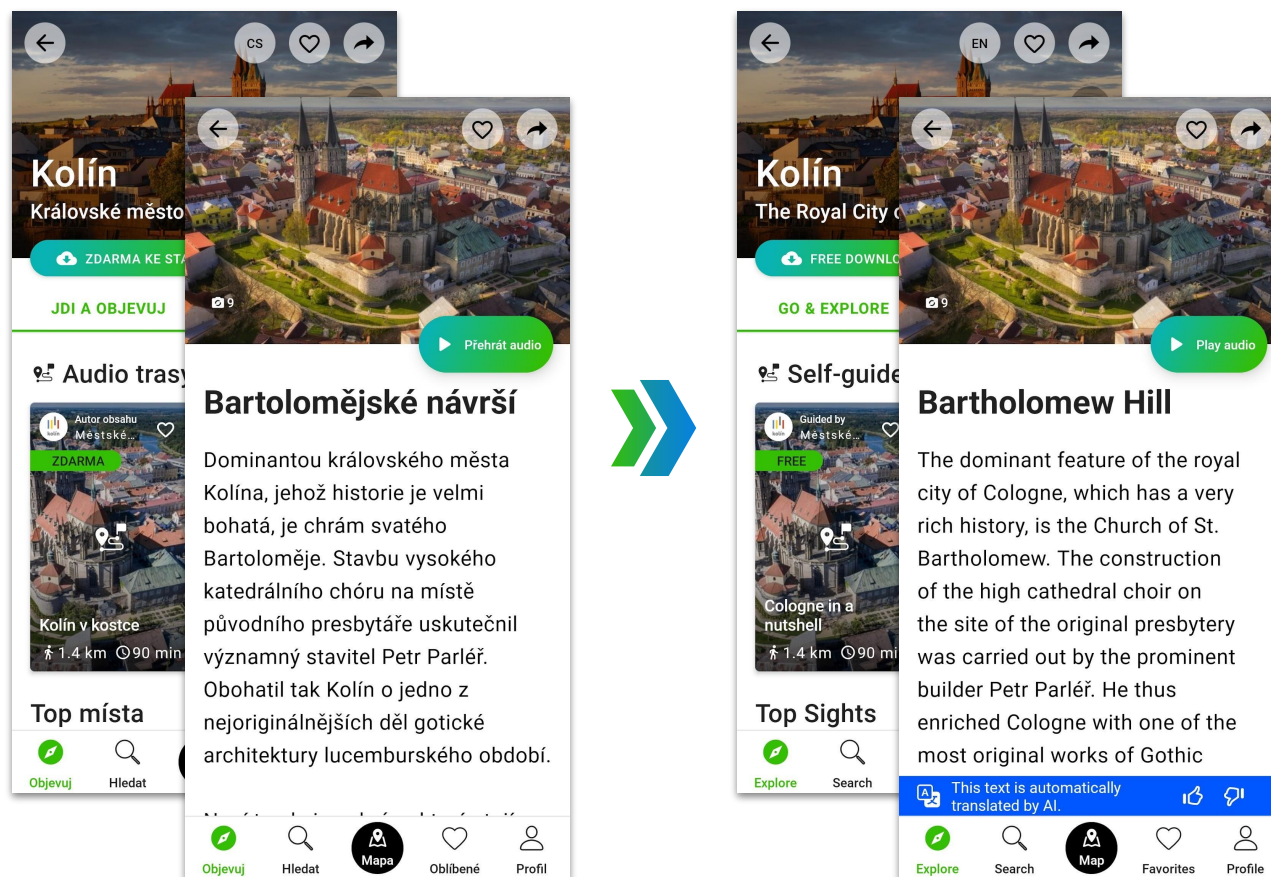 CS
Kolín
Královské město
ZDARMA KE STA
JDI A OBJEVUJ
Audio trasy
Autor obsahu
Městské…
kolín
ZDARMA
Kolín v kostce
1.4 km 90 min
Top místa
Objevuj
Hledat
9
Přehrát audio
Bartolomějské návrší
Dominantou královského města
Kolína, jehož historie je velmi
bohatá, je chrám svatého
Bartoloměje. Stavbu vysokého
katedrálního chóru na místě
původního presbytáře uskutečnil
významný stavitel Petr Parléř.
Obohatil tak Kolín o jedno z
nejoriginálnějších děl gotické
architektury lucemburského období.
Objevuj
Hledat
Mapa
Oblíbené
Profil
EN
Kolín
The Royal City
FREE DOWNLO
GO & EXPLORE
Self-guide
Guided by
Městské…
kolín
FREE
Cologne in a
nutshell
1.4 km 90 mi
Top Sights
Explore
Search
9
Play audio
Bartholomew Hill
The dominant feature of the royal
city of Cologne, which has a very
rich history, is the Church of St.
Bartholomew. The construction
of the high cathedral choir on
the site of the original presbytery
was carried out by the prominent
builder Petr Parléř. He thus
enriched Cologne with one of the
most original works of Gothic
This text is automatically
translated by AI.
Explore
Search
Map
Favorites
Profile